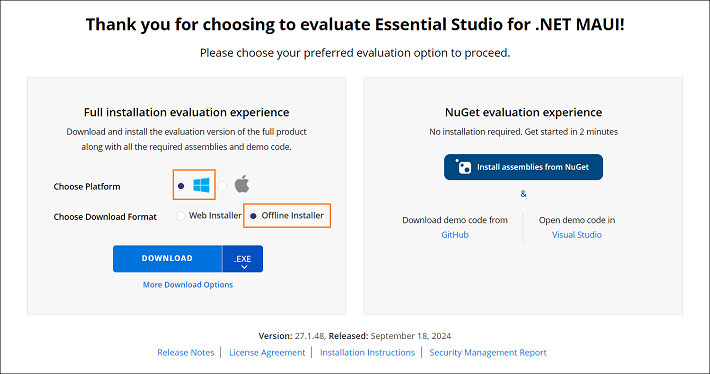 Thank you for choosing to evaluate Essential Studio for .NET MAUI!
Please choose your preferred evaluation option to proceed.
Full installation evaluation experience
Download and install the evaluation version of the full product
along with all the required assemblies and demo code.
Choose Platform
Choose Download Format
Web Installer
Offline Installer
DOWNLOAD
.EXE
More Download Options
NuGet evaluation experience
No installation required. Get started in 2 minutes
Install assemblies from NuGet
&
Download demo code from
GitHub
Open demo code in
Visual Studio
Version: 27.1.48, Released: September 18, 2024
Release Notes | License Agreement | Installation Instructions | Security Management Report